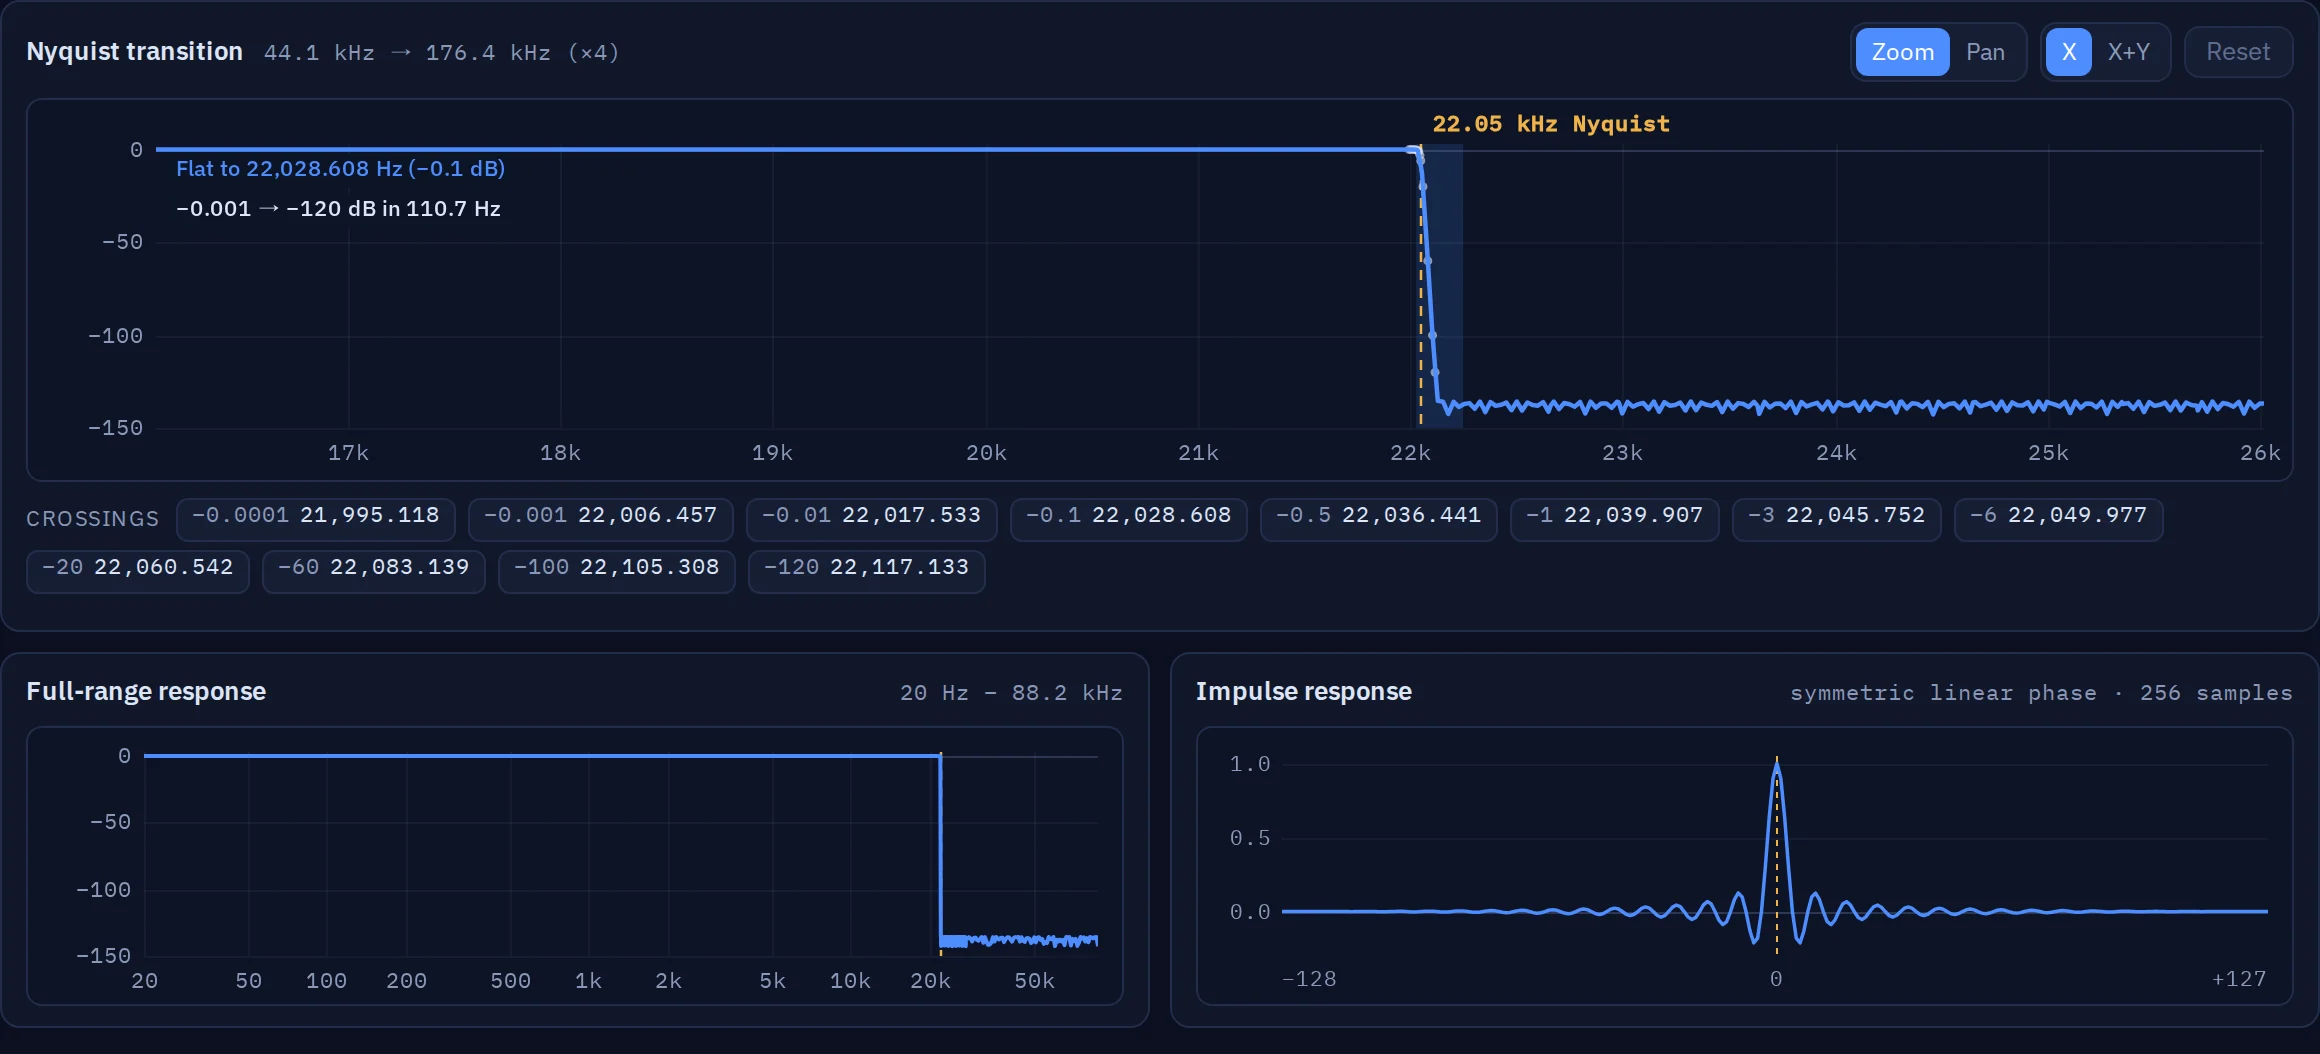 Nyquist transition 44.1 kHz → 176.4 kHz (×4) Zoom Pan X X+Y Reset
22.05 kHz Nyquist
0
Flat to 22,028.608 Hz (−0.1 dB)
−0.001 → −120 dB in 110.7 Hz
−50
−100
−150
17k 18k 19k 20k 21k 22k 23k 24k 25k 26k
CROSSINGS −0.0001 21,995.118 −0.001 22,006.457 −0.01 22,017.533 −0.1 22,028.608 −0.5 22,036.441 −1 22,039.907 −3 22,045.752 −6 22,049.977
−20 22,060.542 −60 22,083.139 −100 22,105.308 −120 22,117.133
Full-range response 20 Hz – 88.2 kHz
0
−50
−100
−150
20 50 100 200 500 1k 2k 5k 10k 20k 50k
Impulse response symmetric linear phase · 256 samples
1.0
0.5
0.0
−128 0 +127